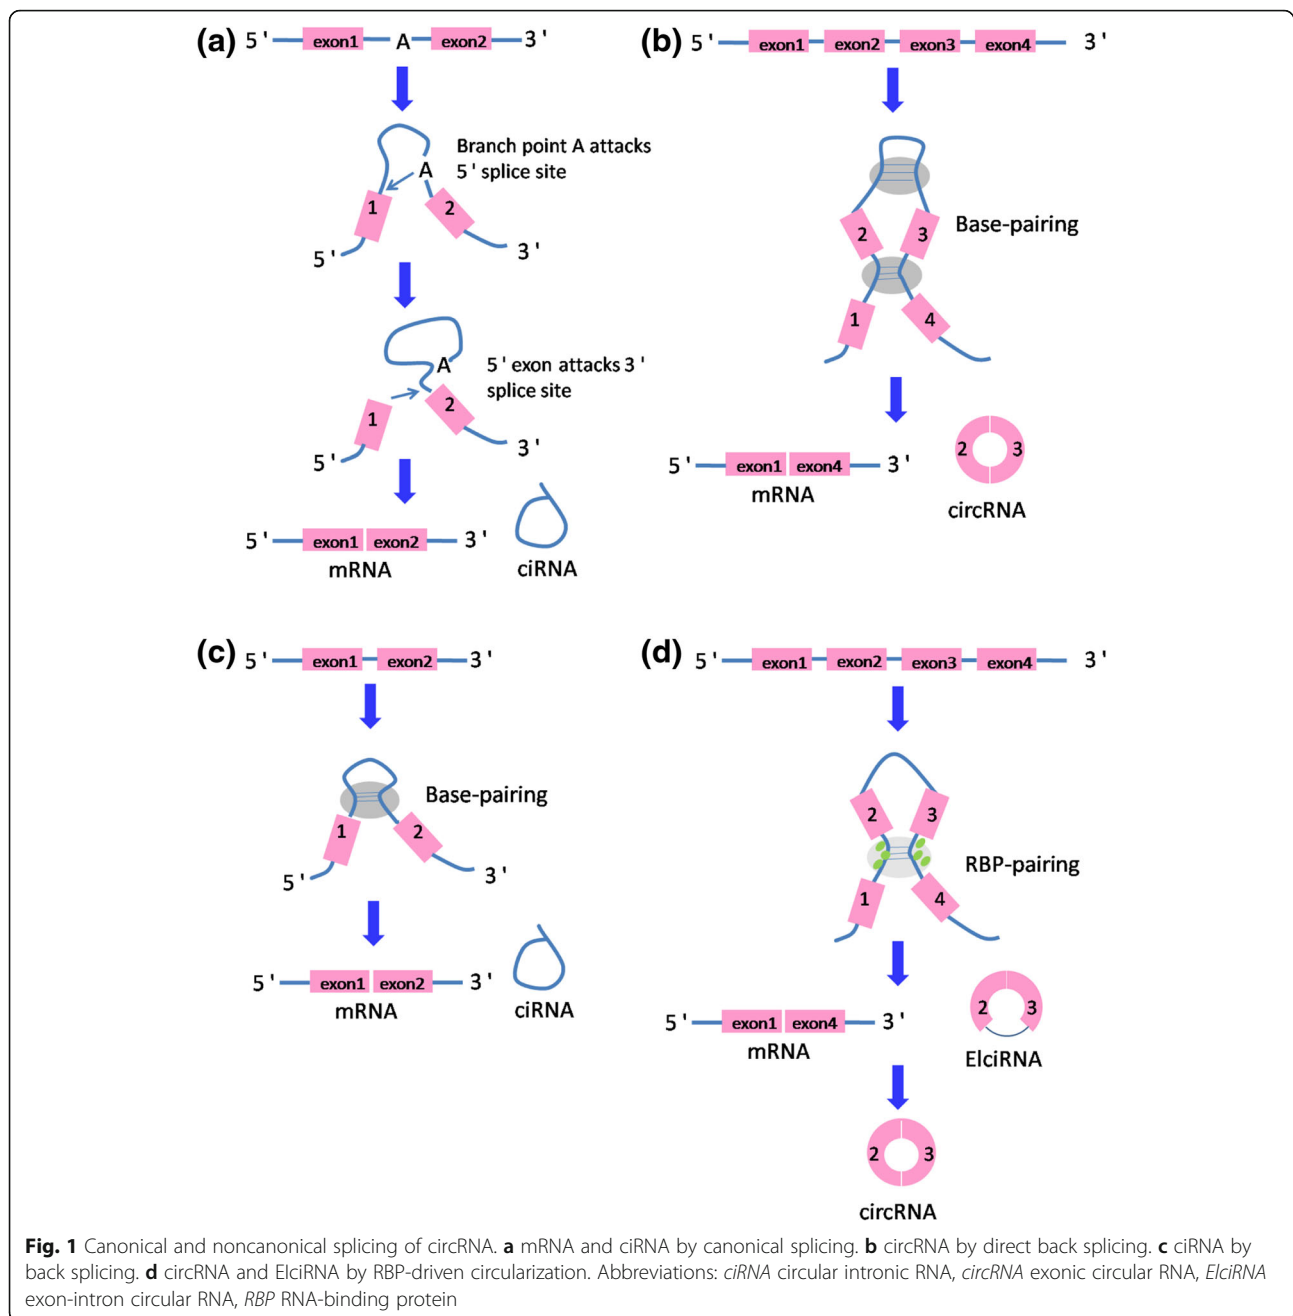 (a) 5 ' exon1 A exon2 3 '
Branch point A attacks
5 ' splice site
A
1 2
5 ' 3 '
5 ' exon attacks 3 '
splice site
A
1 2
5 ' 3 '
5 ' exon1 exon2 3 '
mRNA
ciRNA
(b) 5 ' exon1 exon2 exon3 exon4 3 '
2 3
Base-pairing
1 4
5 ' exon1 exon4 3 '
mRNA
2 3
circRNA
(c) 5 ' exon1 exon2 3 '
Base-pairing
1 2
5 ' 3 '
5 ' exon1 exon2 3 '
mRNA
ciRNA
(d) 5 ' exon1 exon2 exon3 exon4 3 '
2 3
RBP-pairing
1 4
5 ' exon1 exon4 3 '
mRNA
2 3
ElciRNA
2 3
circRNA
Fig. 1 Canonical and noncanonical splicing of circRNA. a mRNA and ciRNA by canonical splicing. b circRNA by direct back splicing. c ciRNA by
back splicing. d circRNA and ElciRNA by RBP-driven circularization. Abbreviations: ciRNA circular intronic RNA, circRNA exonic circular RNA, ElciRNA
exon-intron circular RNA, RBP RNA-binding protein